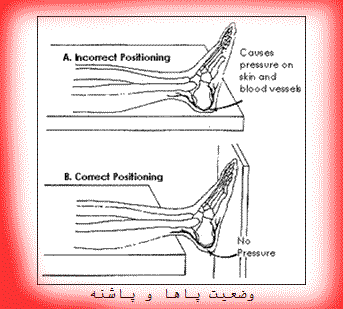 A. Incorrect Positioning
Causes
pressure on
skin and
blood vessels
B. Correct Positioning
No
Pressure
وضعیت پاها و پاشنه